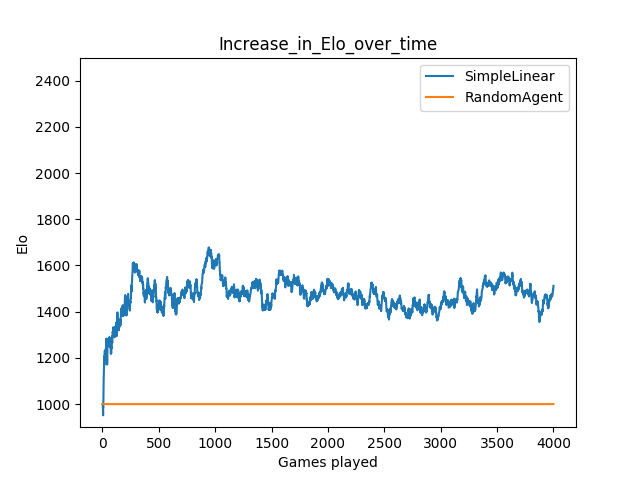 Increase_in_Elo_over_time
SimpleLinear
RandomAgent
2400
2200
2000
1800
1600
1400
1200
1000
Elo
0 500 1000 1500 2000 2500 3000 3500 4000
Games played